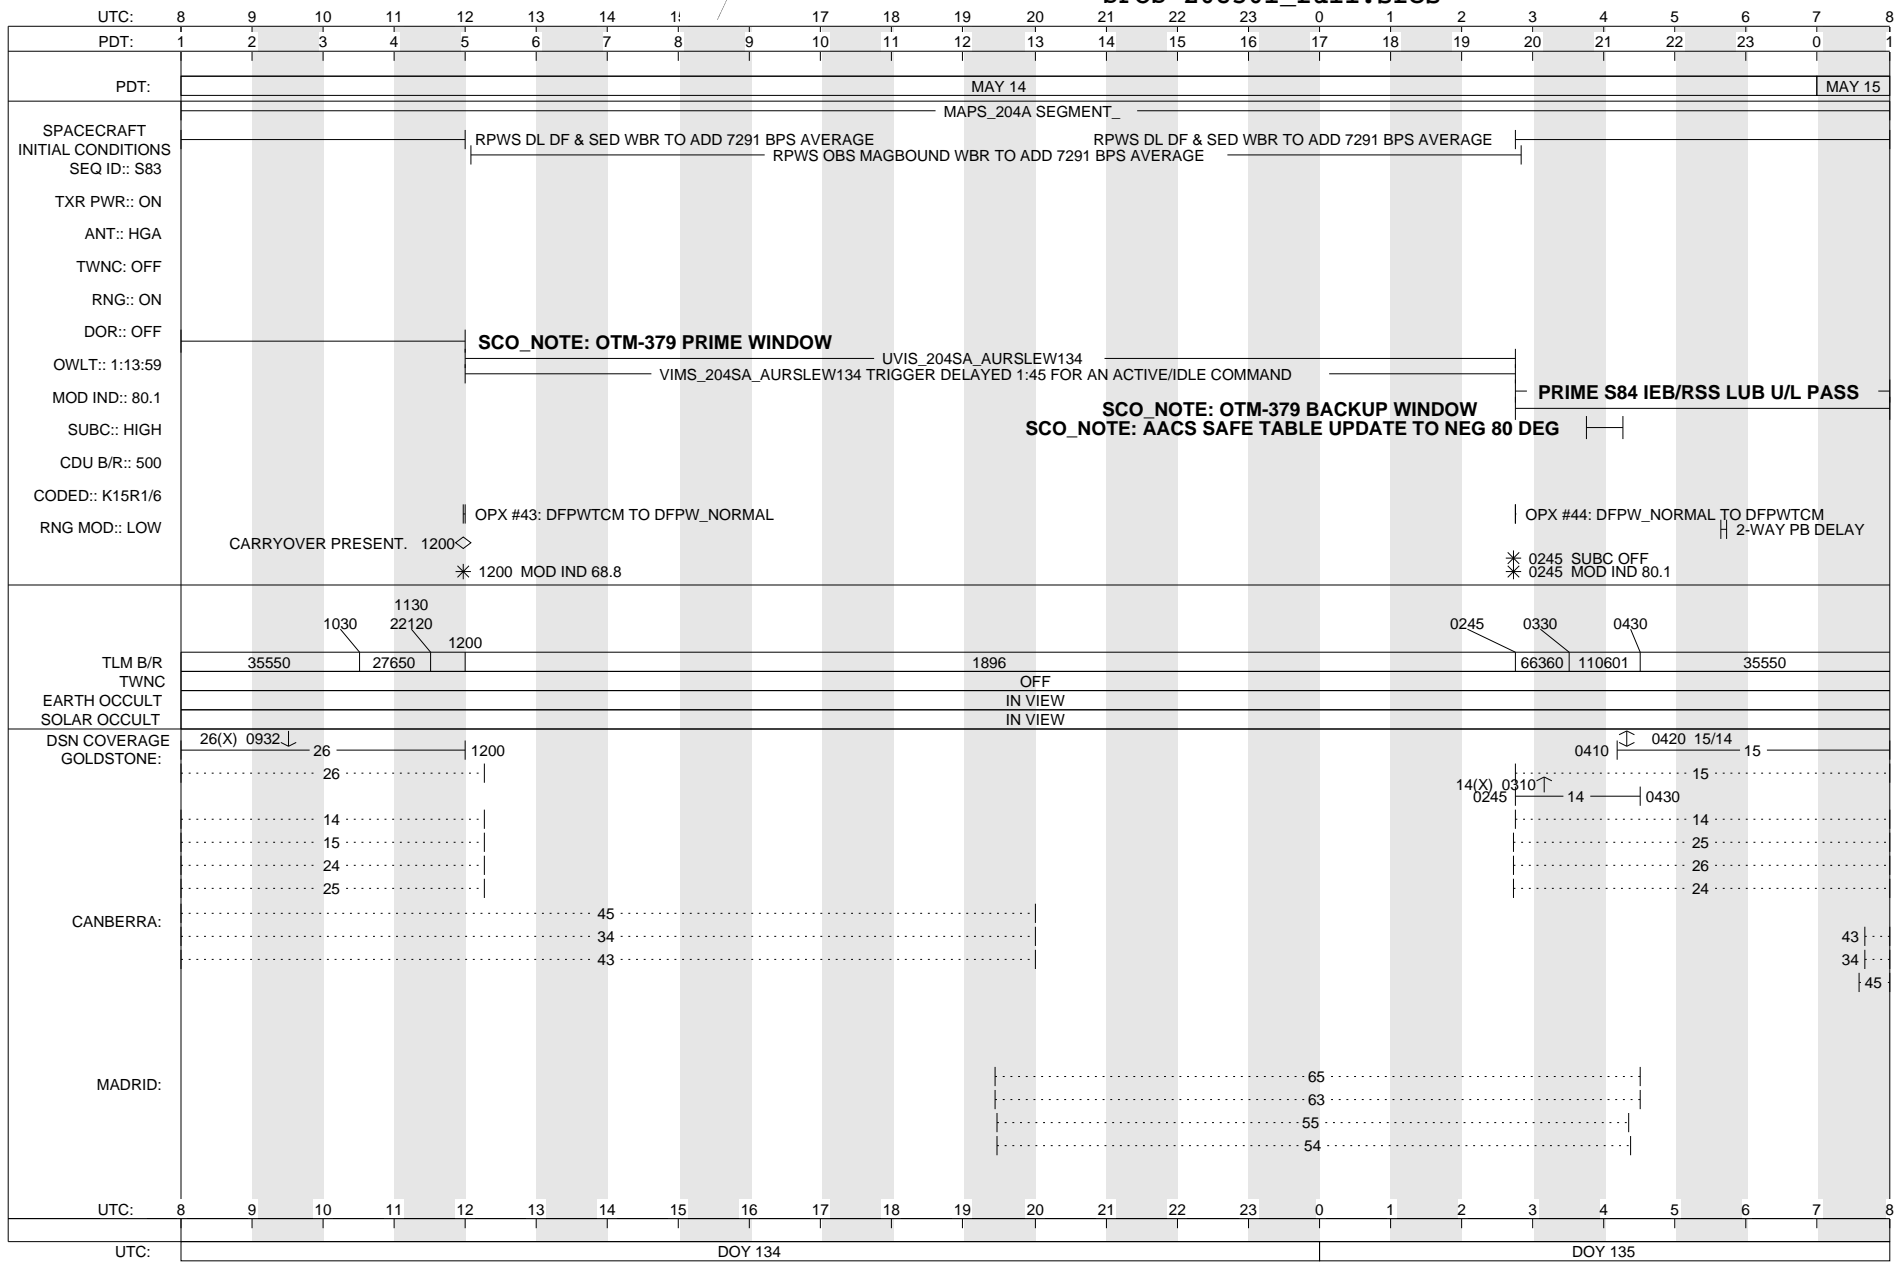 UTC: 8 9 10 11 12 13 14 17 18 19 20 21 22 23 0 1 2 3 4 5 6 7 8
PDT: 1 2 3 4 5 6 7 8 9 10 11 12 13 14 15 16 17 18 19 20 21 22 23 0 1
PDT: MAY 14 MAY 15
MAPS_204A SEGMENT_
SPACECRAFT
INITIAL CONDITIONS
RPWS DL DF & SED WBR TO ADD 7291 BPS AVERAGE RPWS DL DF & SED WBR TO ADD 7291 BPS AVERAGE
RPWS OBS MAGBOUND WBR TO ADD 7291 BPS AVERAGE
SEQ ID:: S83
TXR PWR:: ON
ANT:: HGA
TWNC: OFF
RNG:: ON
DOR:: OFF
SCO_NOTE: OTM-379 PRIME WINDOW
UVIS_204SA_AURSLEW134
OWLT:: 1:13:59
VIMS_204SA_AURSLEW134 TRIGGER DELAYED 1:45 FOR AN ACTIVE/IDLE COMMAND
PRIME S84 IEB/RSS LUB U/L PASS
MOD IND:: 80.1
SCO_NOTE: OTM-379 BACKUP WINDOW
SUBC:: HIGH
SCO_NOTE: AACS SAFE TABLE UPDATE TO NEG 80 DEG
CDU B/R:: 500
CODED:: K15R1/6
OPX #43: DFPWTCM TO DFPW_NORMAL OPX #44: DFPW_NORMAL TO DFPWTCM
RNG MOD:: LOW
2-WAY PB DELAY
CARRYOVER PRESENT. 1200
0245 SUBC OFF
1200 MOD IND 68.8 0245 MOD IND 80.1
1130
1030 22120 0245 0330 0430
1200
TLM B/R 35550 27650 1896 66360 110601 35550
TWNC OFF
EARTH OCCULT IN VIEW
SOLAR OCCULT IN VIEW
DSN COVERAGE 26(X) 0932 0420 15/14
GOLDSTONE: 26 1200 0410 15
26 15
14(X) 0310
0245 14 0430
14 14
15 25
24 26
25 24
CANBERRA: 45
34 43
43 34
45
MADRID: 65
63
55
54
UTC: 8 9 10 11 12 13 14 15 16 17 18 19 20 21 22 23 0 1 2 3 4 5 6 7 8
UTC: DOY 134 DOY 135